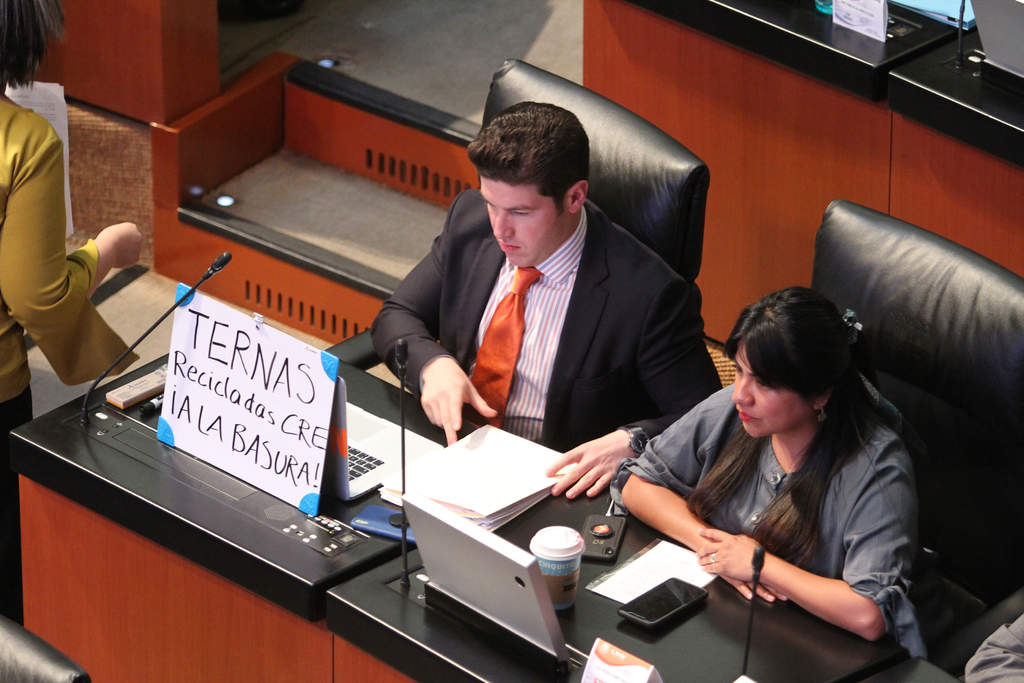 TERNAS
Recicladas CRE
¡A LA BASURA!